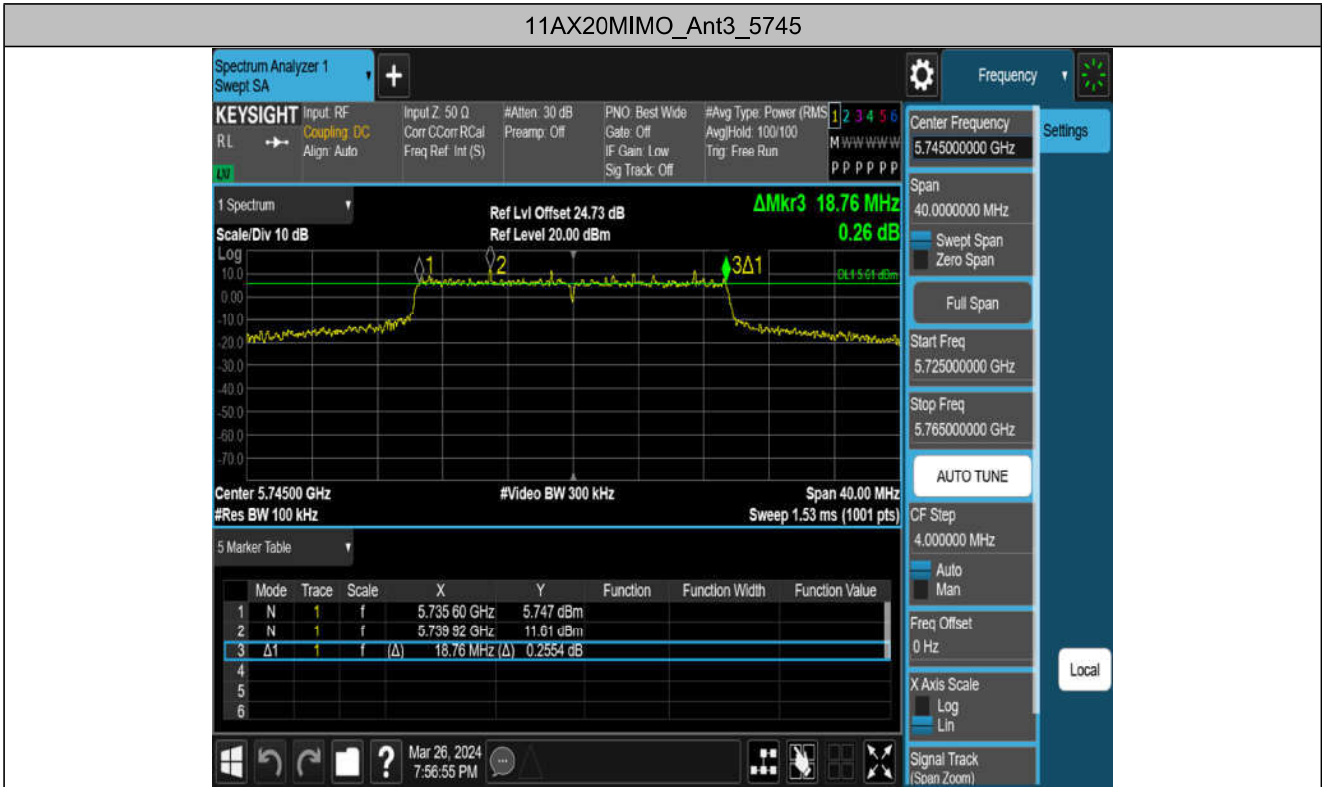 11AX20MIMO_Ant3_5745
Spectrum Analyzer 1
Swept SA
+
Frequency
KEYSIGHT
RL
LXI
Input: RF
Coupling: DC
Align: Auto
Input Z: 50 Ω
Corr CCorr RCal
Freq Ref: Int (S)
#Atten: 30 dB
Preamp: Off
PNO: Best Wide
Gate: Off
IF Gain: Low
Sig Track: Off
#Avg Type: Power (RMS
Avg|Hold: 100/100
Trig: Free Run
1 2 3 4 5 6
M W W W W W
P P P P P P
1 Spectrum
Scale/Div 10 dB
Ref Lvl Offset 24.73 dB
Ref Level 20.00 dBm
ΔMkr3 18.76 MHz
0.26 dB
Log
10.0
0.00
-10.0
-20.0
-30.0
-40.0
-50.0
-60.0
-70.0
1
2
3Δ1
DL1 5.61 dBm
Center 5.74500 GHz
#Res BW 100 kHz
#Video BW 300 kHz
Span 40.00 MHz
Sweep 1.53 ms (1001 pts)
5 Marker Table
Mode Trace Scale X Y Function Function Width Function Value
1 N 1 f 5.735 60 GHz 5.747 dBm
2 N 1 f 5.739 92 GHz 11.61 dBm
3 Δ1 1 f (Δ) 18.76 MHz (Δ) 0.2554 dB
4
5
6
?
Mar 26, 2024
7:56:55 PM
Center Frequency
5.745000000 GHz
Settings
Span
40.0000000 MHz
Swept Span
Zero Span
Full Span
Start Freq
5.725000000 GHz
Stop Freq
5.765000000 GHz
AUTO TUNE
CF Step
4.000000 MHz
Auto
Man
Freq Offset
0 Hz
Local
X Axis Scale
Log
Lin
Signal Track
(Span Zoom)